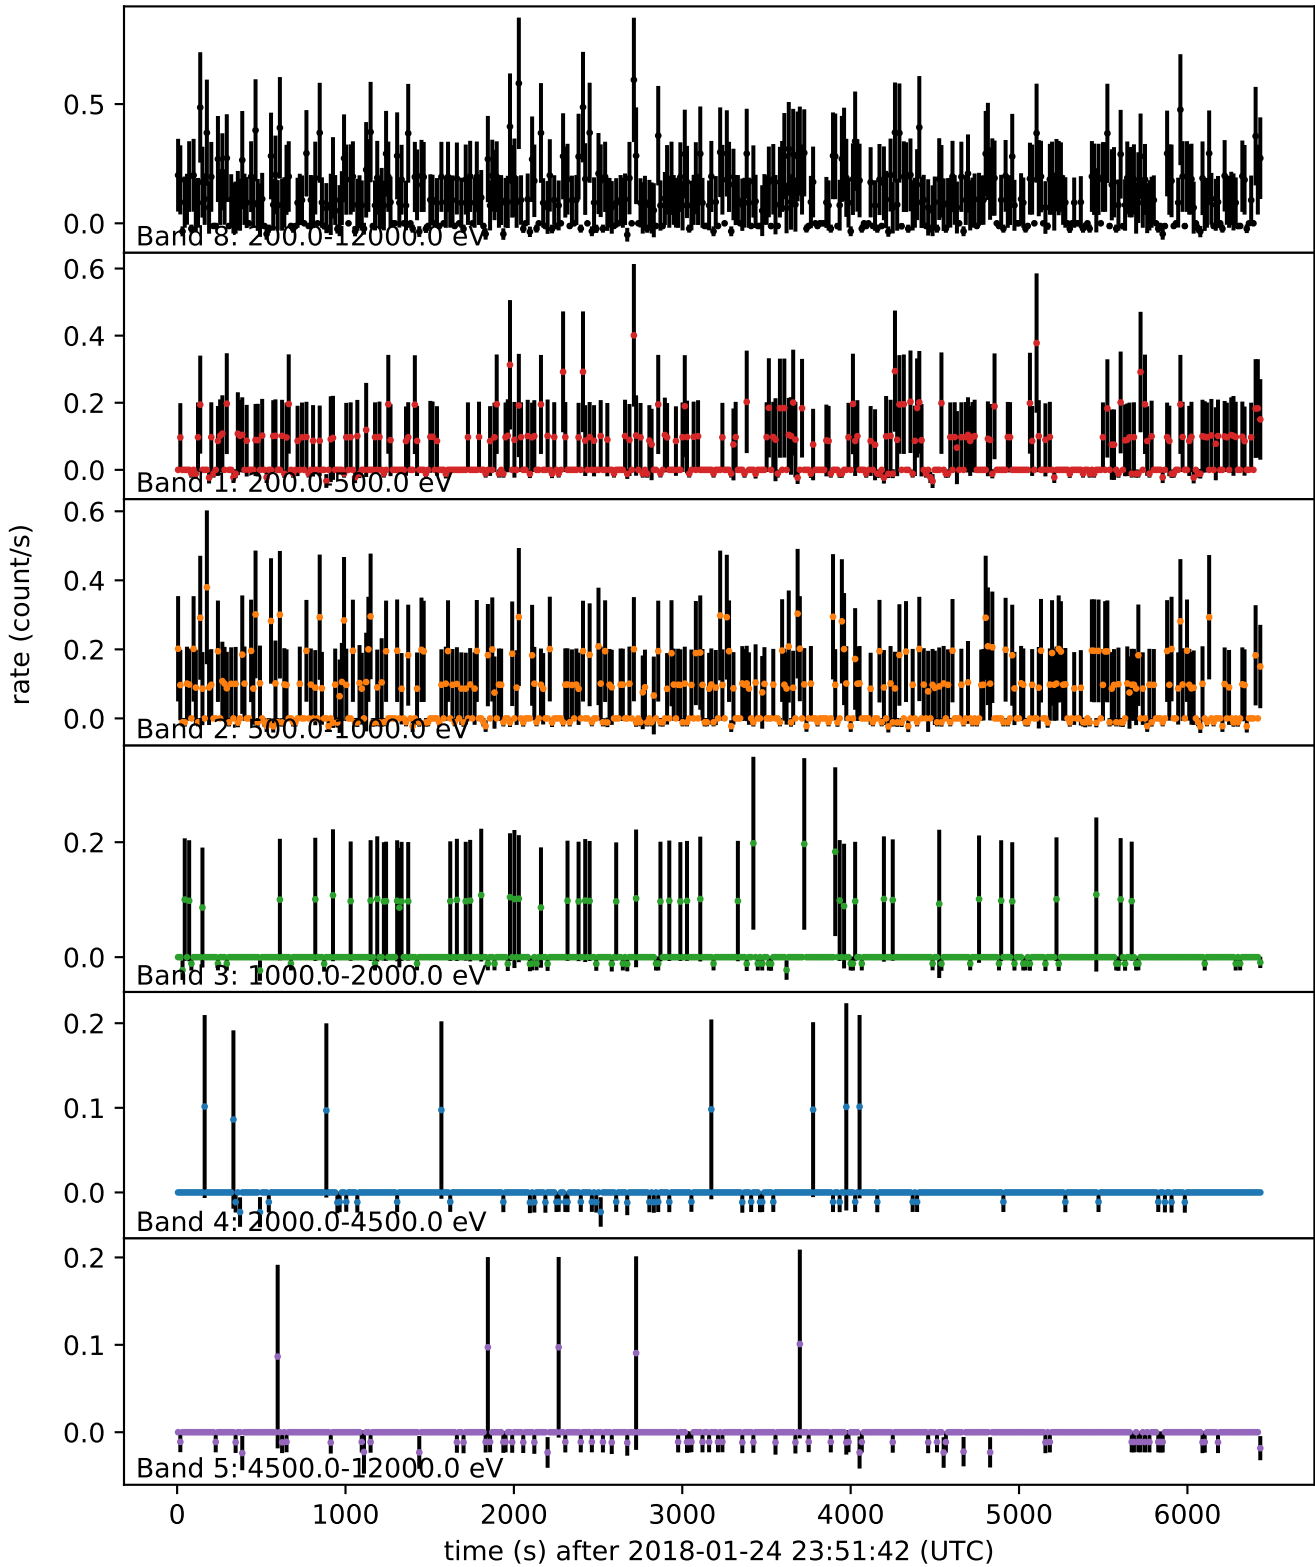 0.5
0.0
Band 8: 200.0-12000.0 eV
0.6
0.4
0.2
0.0
Band 1: 200.0-500.0 eV
0.6
0.4
0.2
0.0
Band 2: 500.0-1000.0 eV
rate (count/s)
0.2
0.0
Band 3: 1000.0-2000.0 eV
0.2
0.1
0.0
Band 4: 2000.0-4500.0 eV
0.2
0.1
0.0
Band 5: 4500.0-12000.0 eV
0 1000 2000 3000 4000 5000 6000
time (s) after 2018-01-24 23:51:42 (UTC)